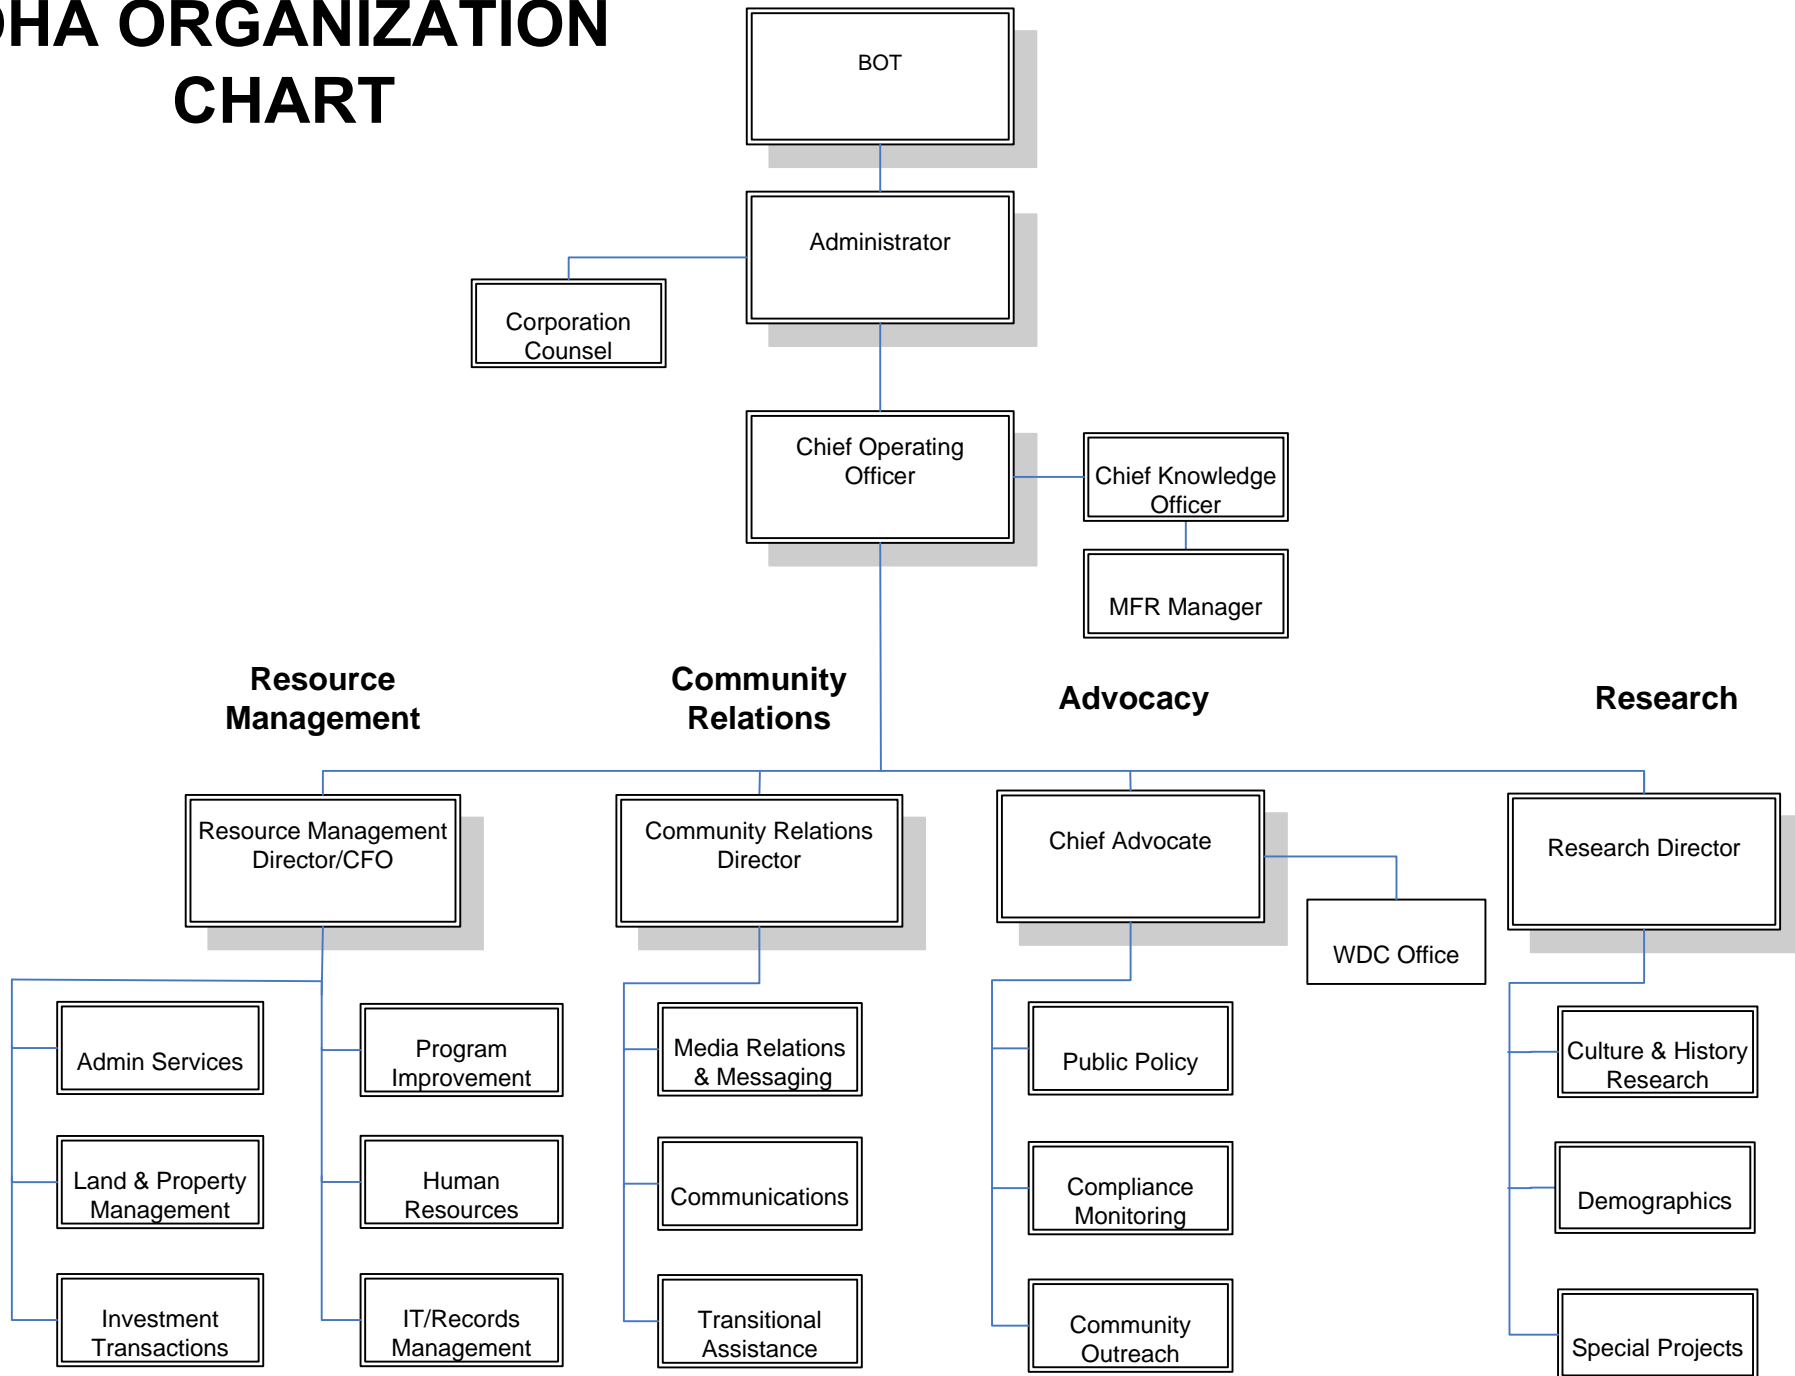 ORGANIZATION
CHART
BOT
Administrator
Corporation
Counsel
Chief Operating
Officer
Chief Knowledge
Officer
MFR Manager
Resource
Management
Community
Relations
Advocacy
Research
Resource Management
Director/CFO
Community Relations
Director
Chief Advocate
Research Director
WDC Office
Admin Services
Program
Improvement
Media Relations
& Messaging
Public Policy
Culture & History
Research
Land & Property
Management
Human
Resources
Communications
Compliance
Monitoring
Demographics
Investment
Transactions
IT/Records
Management
Transitional
Assistance
Community
Outreach
Special Projects